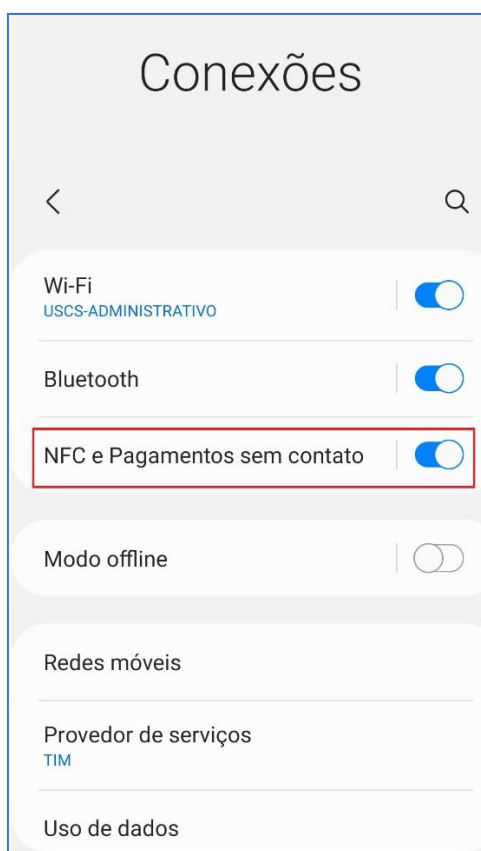 Conexões
Wi-Fi
USCS-ADMINISTRATIVO
Bluetooth
NFC e Pagamentos sem contato
Modo offline
Redes móveis
Provedor de serviços
TIM
Uso de dados